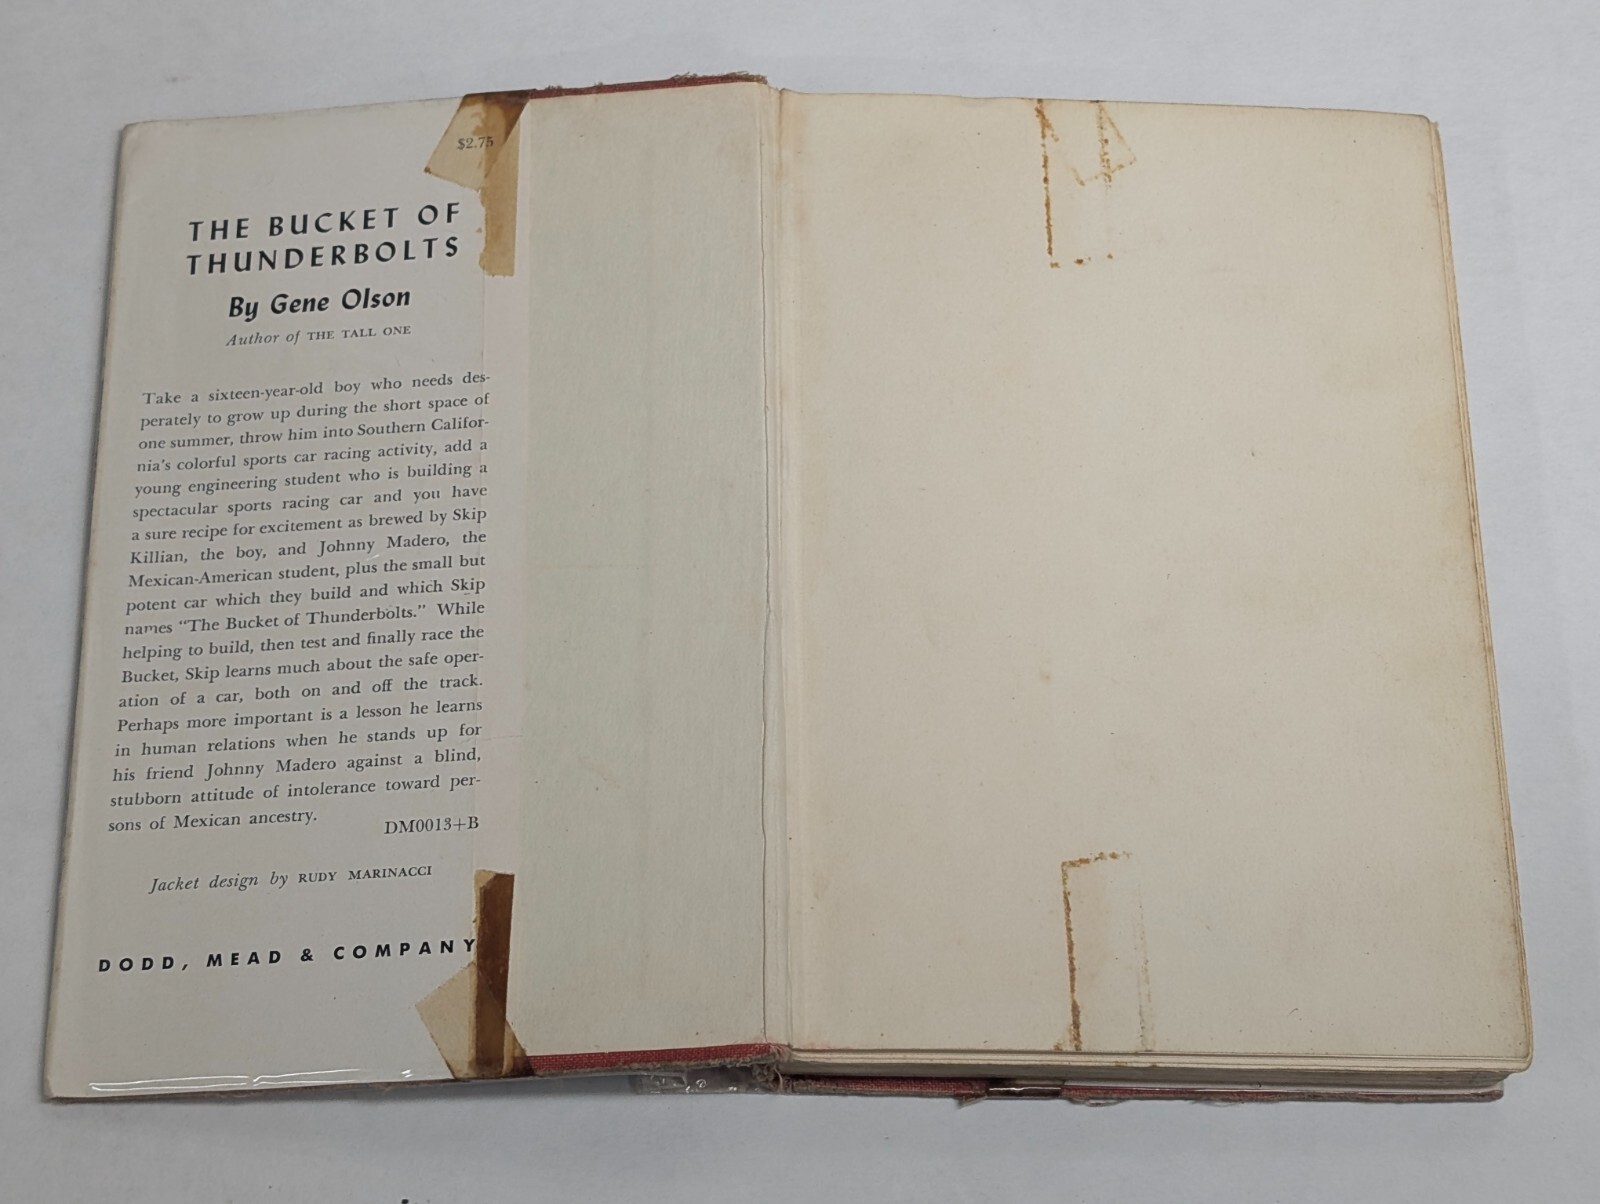 $2.75
THE BUCKET OF
THUNDERBOLTS
By Gene Olson
Author of THE TALL ONE
Take a sixteen-year-old boy who needs des-
perately to grow up during the short space of
one summer, throw him into Southern Califor-
nia's colorful sports car racing activity, add a
young engineering student who is building a
spectacular sports racing car and you have
a sure recipe for excitement as brewed by Skip
Killian, the boy, and Johnny Madero, the
Mexican-American student, plus the small but
potent car which they build and which Skip
names "The Bucket of Thunderbolts." While
helping to build, then test and finally race the
Bucket, Skip learns much about the safe oper-
ation of a car, both on and off the track.
Perhaps more important is a lesson he learns
in human relations when he stands up for
his friend Johnny Madero against a blind,
stubborn attitude of intolerance toward per-
sons of Mexican ancestry.
DM0013+B
Jacket design by RUDY MARINACCI
DODD, MEAD & COMPANY